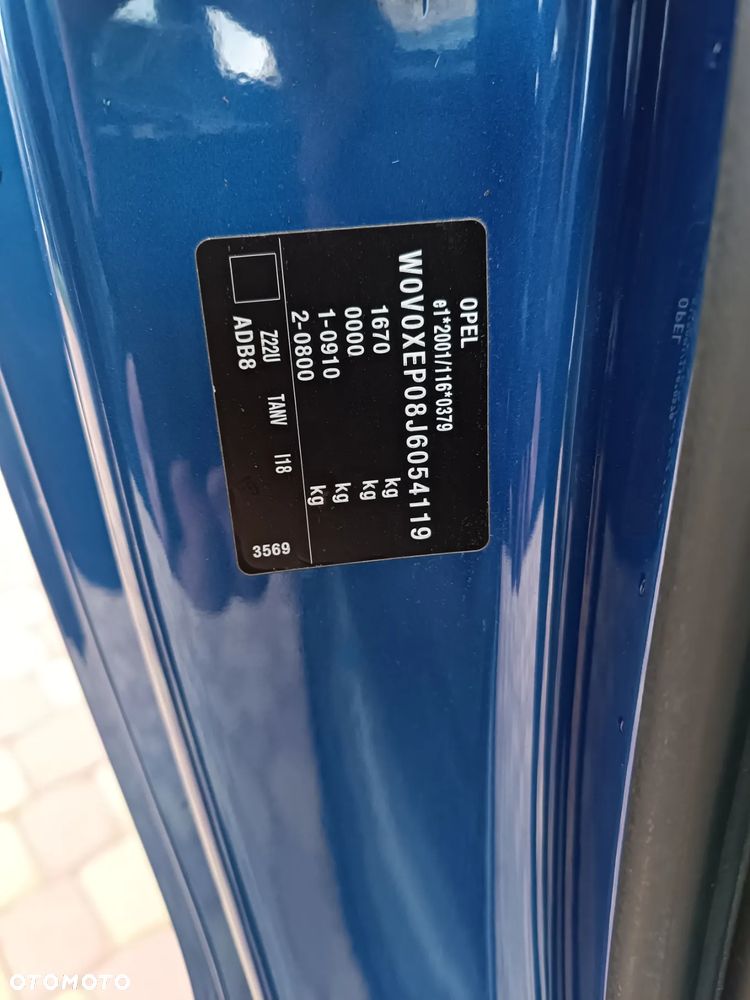 OPEL
e1*2001/116*0379
W0V0XEP08J6054119
1670 kg
0000 kg
1-0910 kg
2-0800 kg
Z22U TANV I18
ADB8 3569
OTOMOTO